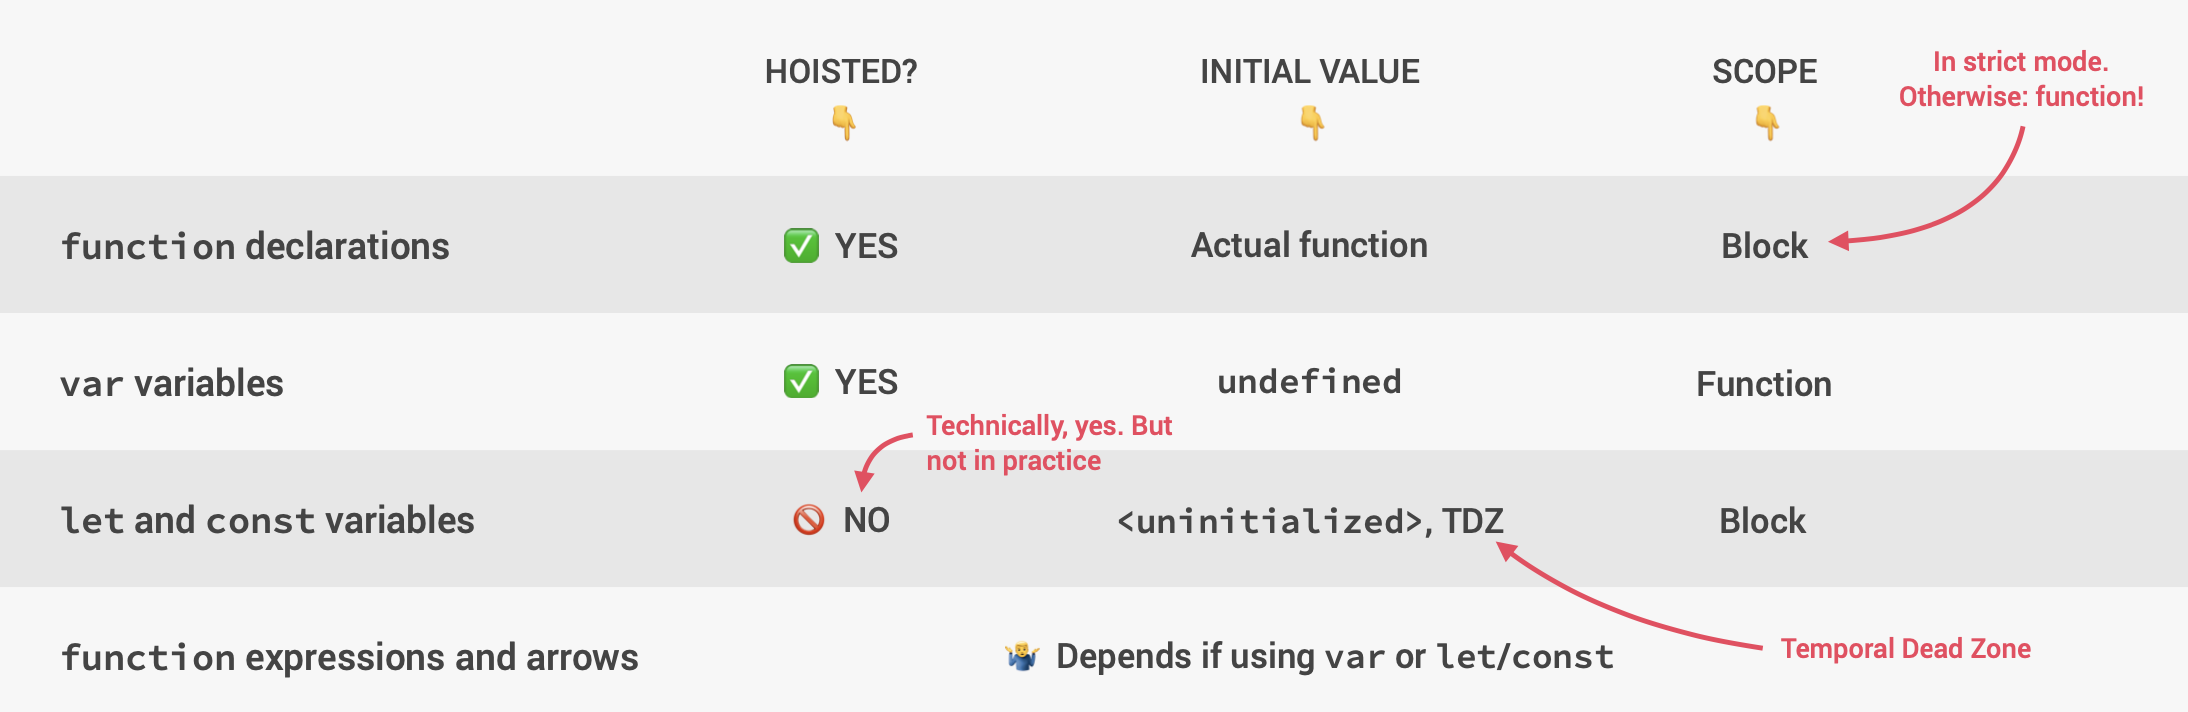 HOISTED? INITIAL VALUE SCOPE
In strict mode.
Otherwise: function!
function declarations YES Actual function Block
var variables YES undefined Function
Technically, yes. But
not in practice
let and const variables NO <uninitialized>, TDZ Block
function expressions and arrows Depends if using var or let/const
Temporal Dead Zone